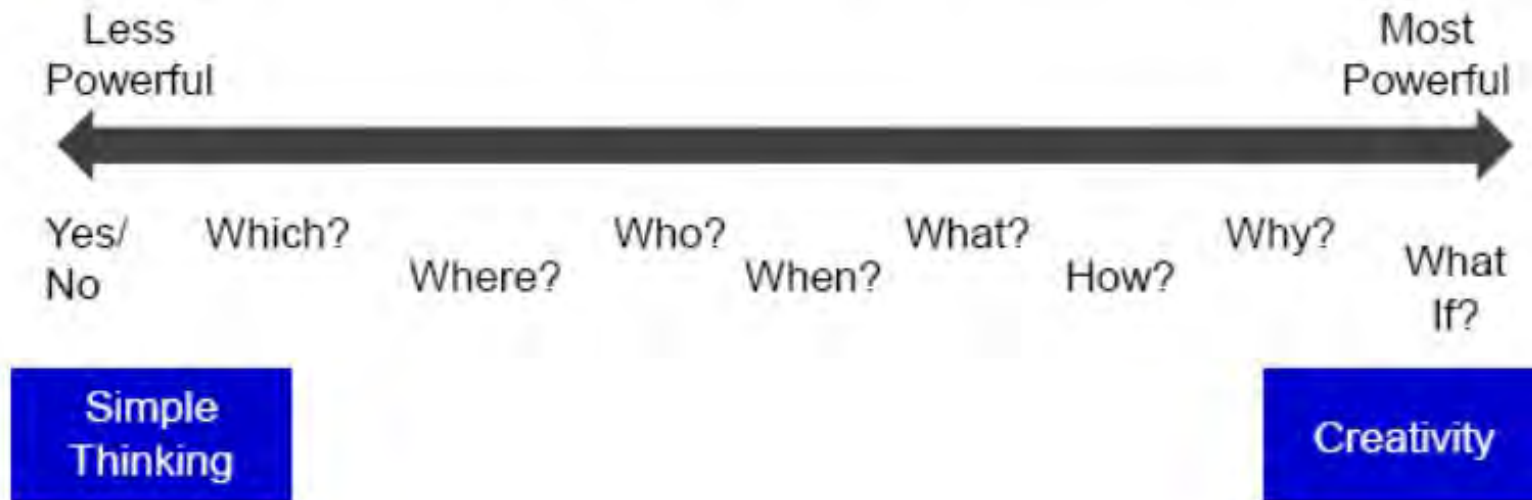 Less
Powerful
Most
Powerful
Yes/
No
Which?
Where?
Who?
When?
What?
How?
Why?
What
If?
Simple
Thinking
Creativity